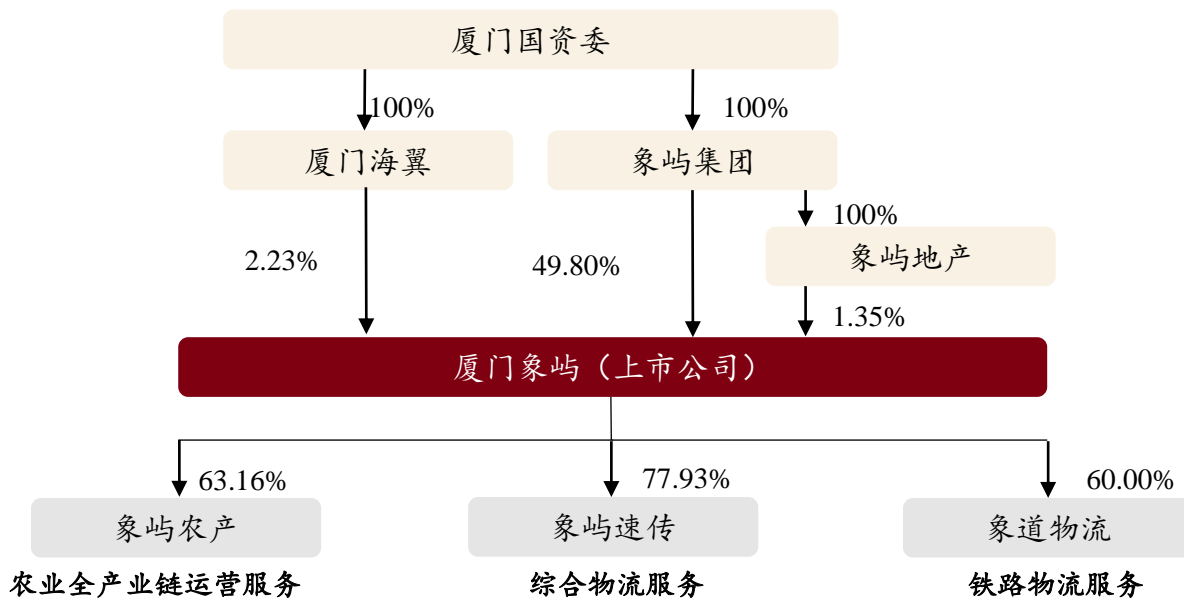 厦门国资委
100%
100%
厦门海翼
象屿集团
100%
象屿地产
2.23%
49.80%
1.35%
厦门象屿（上市公司）
63.16%
77.93%
60.00%
象屿农产
象屿速传
象道物流
农业全产业链运营服务
综合物流服务
铁路物流服务